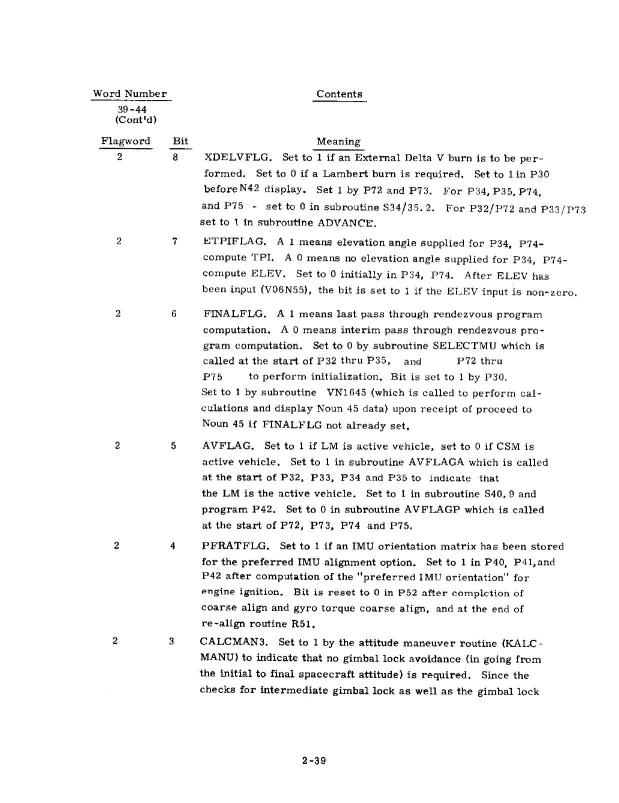 Word Number Contents
39-44
(Cont'd)
Flagword Bit Meaning
2 8 XDELVFLG. Set to 1 if an External Delta V burn is to be per-
formed. Set to 0 if a Lambert burn is required. Set to 1 in P30
before N42 display. Set 1 by P72 and P73. For P34, P35, P74,
and P75 - set to 0 in subroutine S34/35.2. For P32/P72 and P33/P73
set to 1 in subroutine ADVANCE.
2 7 ETPIFLAG. A 1 means elevation angle supplied for P34, P74-
compute TPI. A 0 means no elevation angle supplied for P34, P74-
compute ELEV. Set to 0 initially in P34, P74. After ELEV has
been input (V06N55), the bit is set to 1 if the ELEV input is non-zero.
2 6 FINALFLG. A 1 means last pass through rendezvous program
computation. A 0 means interim pass through rendezvous pro-
gram computation. Set to 0 by subroutine SELECTMU which is
called at the start of P32 thru P35, and P72 thru
P75 to perform initialization. Bit is set to 1 by P30.
Set to 1 by subroutine VN1645 (which is called to perform cal-
culations and display Noun 45 data) upon receipt of proceed to
Noun 45 if FINALFLG not already set.
2 5 AVFLAG. Set to 1 if LM is active vehicle, set to 0 if CSM is
active vehicle. Set to 1 in subroutine AVFLAGA which is called
at the start of P32, P33, P34 and P35 to indicate that
the LM is the active vehicle. Set to 1 in subroutine S40.9 and
program P42. Set to 0 in subroutine AVFLAGP which is called
at the start of P72, P73, P74 and P75.
2 4 PFRATFLG. Set to 1 if an IMU orientation matrix has been stored
for the preferred IMU alignment option. Set to 1 in P40, P41, and
P42 after computation of the "preferred IMU orientation" for
engine ignition. Bit is reset to 0 in P52 after completion of
coarse align and gyro torque coarse align, and at the end of
re-align routine R51.
2 3 CALCMAN3. Set to 1 by the attitude maneuver routine (KALC-
MANU) to indicate that no gimbal lock avoidance (in going from
the initial to final spacecraft attitude) is required. Since the
checks for intermediate gimbal lock as well as the gimbal lock
2-39